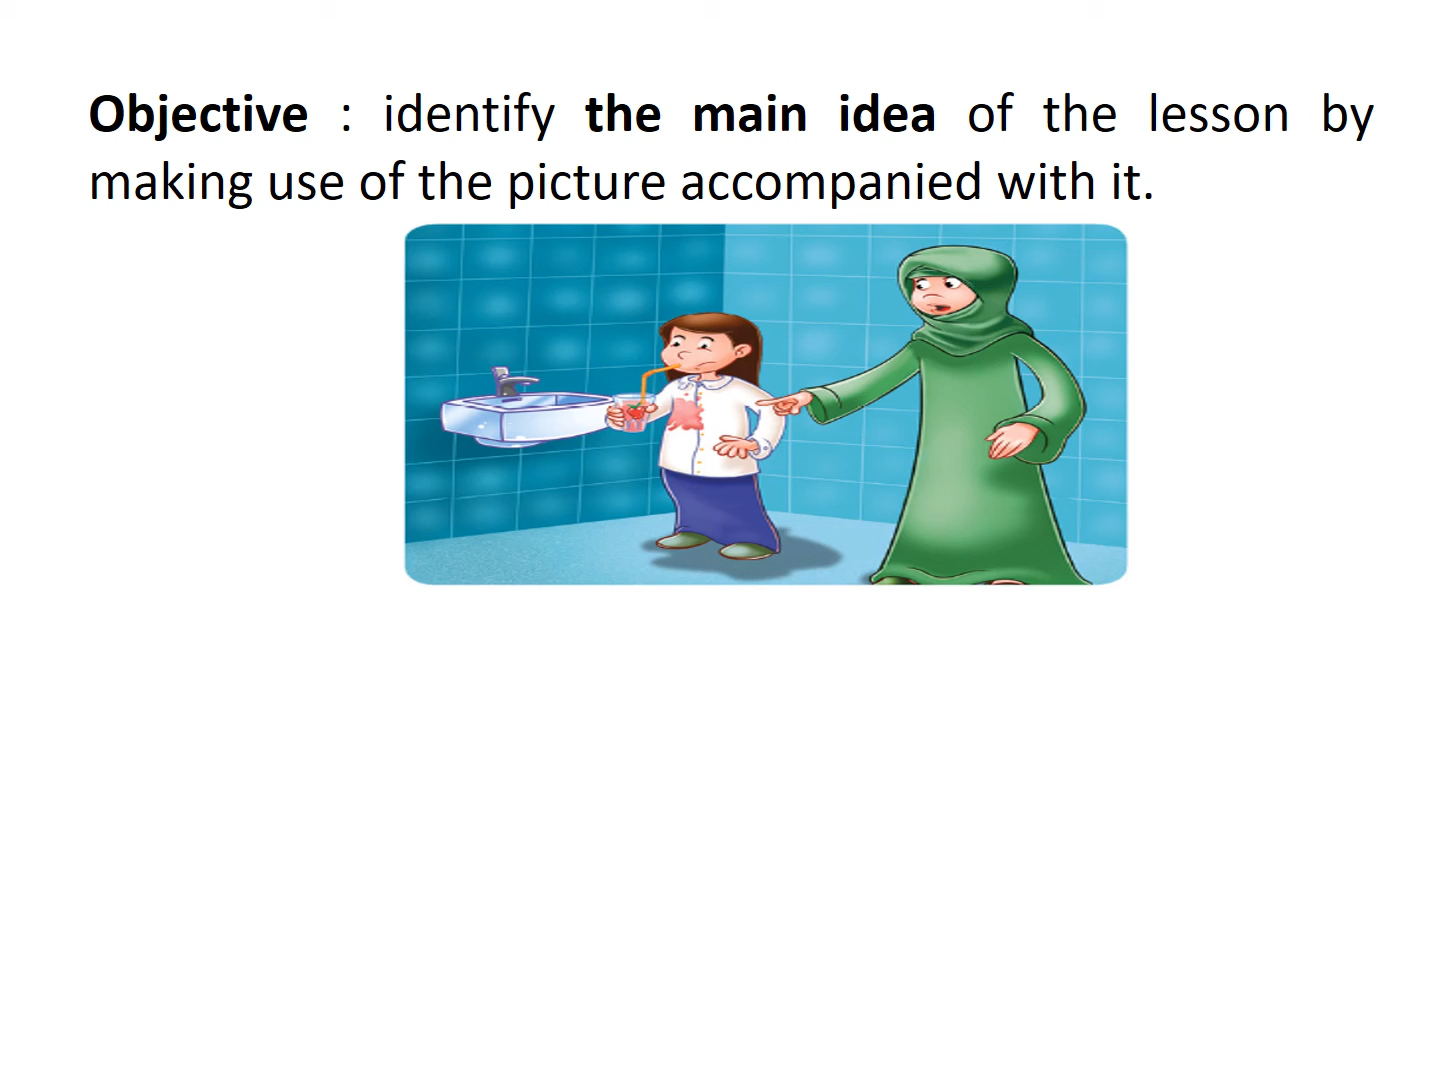 Objective : identify the main idea of the lesson by
making use of the picture accompanied with it.